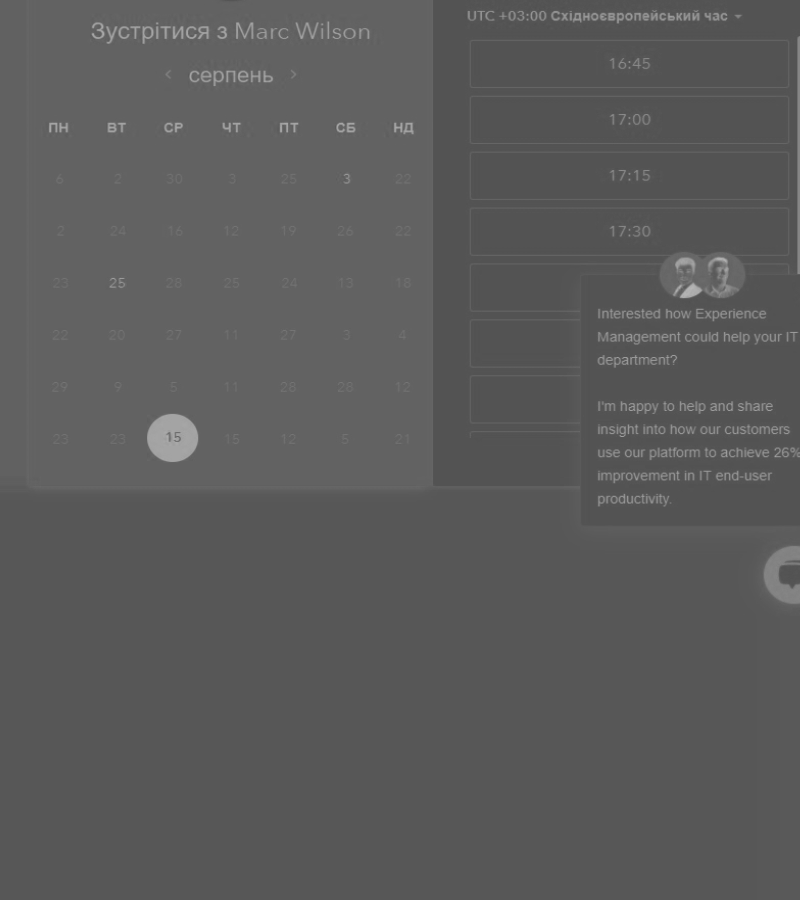 Зустрітися з Marc Wilson
серпень
ПН ВТ СР ЧТ ПТ СБ НД
6 2 30 3 25 3 22
2 24 16 12 19 26 22
23 25 28 25 24 13 18
22 20 27 11 27 3 4
29 9 5 11 28 28 12
23 23 15 15 12 5 21
UTC +03:00 Східноєвропейський час
16:45
17:00
17:15
17:30
Interested how Experience
Management could help your IT
department?
I'm happy to help and share
insight into how our customers
use our platform to achieve 26%
improvement in IT end-user
productivity.